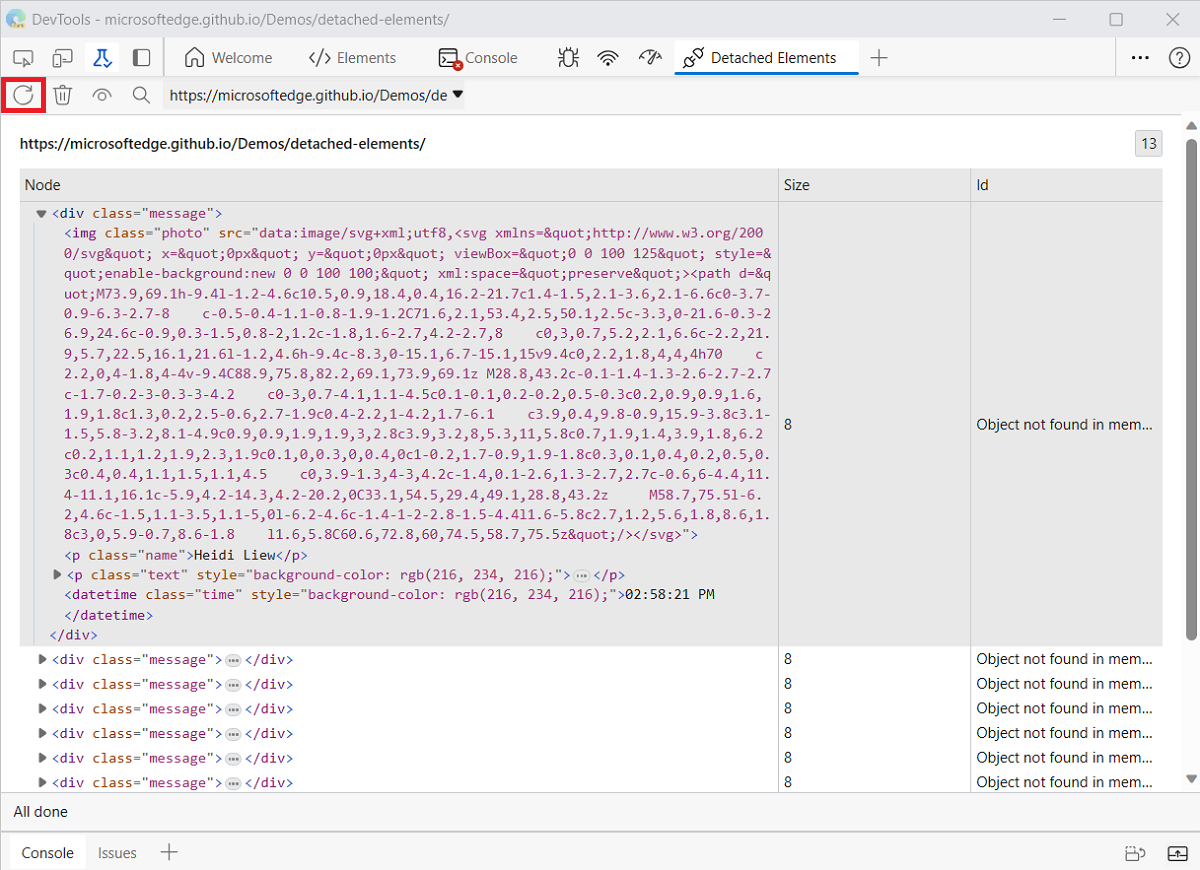 DevTools - microsoftedge.github.io/Demos/detached-elements/
Welcome
</> Elements
Console
Detached Elements
https://microsoftedge.github.io/Demos/de
https://microsoftedge.github.io/Demos/detached-elements/
13
Node Size Id
<div class="message">
<img class="photo" src="data:image/svg+xml;utf8,<svg xmlns=&quot;http://www.w3.org/200
0/svg&quot; x=&quot;0px&quot; y=&quot;0px&quot; viewBox=&quot;0 0 100 125&quot; style=&
quot;enable-background:new 0 0 100 100;&quot; xml:space=&quot;preserve&quot;><path d=&q
uot;M73.9,69.1h-9.4l-1.2-4.6c10.5,0.9,18.4,0.4,16.2-21.7c1.4-1.5,2.1-3.6,2.1-6.6c0-3.7-
0.9-6.3-2.7-8    c-0.5-0.4-1.1-0.8-1.9-1.2C71.6,2.1,53.4,2.5,50.1,2.5c-3.3,0-21.6-0.3-2
6.9,24.6c-0.9,0.3-1.5,0.8-2,1.2c-1.8,1.6-2.7,4.2-2.7,8    c0,3,0.7,5.2,2.1,6.6c-2.2,21.
9,5.7,22.5,16.1,21.6l-1.2,4.6h-9.4c-8.3,0-15.1,6.7-15.1,15v9.4c0,2.2,1.8,4,4,4h70    c
2.2,0,4-1.8,4-4v-9.4C88.9,75.8,82.2,69.1,73.9,69.1z M28.8,43.2c-0.1-1.4-1.3-2.6-2.7-2.7
c-1.7-0.2-3-0.3-3-4.2    c0-3,0.7-4.1,1.1-4.5c0.1-0.1,0.2-0.2,0.5-0.3c0.2,0.9,0.9,1.6,
1.9,1.8c1.3,0.2,2.5-0.6,2.7-1.9c0.4-2.2,1-4.2,1.7-6.1    c3.9,0.4,9.8-0.9,15.9-3.8c3.1-
1.5,5.8-3.2,8.1-4.9c0.9,0.9,1.9,1.9,3,2.8c3.9,3.2,8,5.3,11,5.8c0.7,1.9,1.4,3.9,1.8,6.2
c0.2,1.1,1.2,1.9,2.3,1.9c0.1,0,0.3,0,0.4,0c1-0.2,1.7-0.9,1.9-1.8c0.3,0.1,0.4,0.2,0.5,0.
3c0.4,0.4,1.1,1.5,1.1,4.5    c0,3.9-1.3,4-3,4.2c-1.4,0.1-2.6,1.3-2.7,2.7c-0.6,6-4.4,11.
4-11.1,16.1c-5.9,4.2-14.3,4.2-20.2,0C33.1,54.5,29.4,49.1,28.8,43.2z    M58.7,75.5l-6.
2,4.6c-1.5,1.1-3.5,1.1-5,0l-6.2-4.6c-1.4-1-2-2.8-1.5-4.4l1.6-5.8c2.7,1.2,5.6,1.8,8.6,1.
8c3,0,5.9-0.7,8.6-1.8    l1.6,5.8C60.6,72.8,60,74.5,58.7,75.5z&quot;/></svg>">
8
Object not found in mem...
<p class="name">Heidi Liew</p>
<p class="text" style="background-color: rgb(216, 234, 216);">…</p>
<datetime class="time" style="background-color: rgb(216, 234, 216);">02:58:21 PM
</datetime>
</div>
<div class="message">…</div> 8 Object not found in mem...
<div class="message">…</div> 8 Object not found in mem...
<div class="message">…</div> 8 Object not found in mem...
<div class="message">…</div> 8 Object not found in mem...
<div class="message">…</div> 8 Object not found in mem...
<div class="message">…</div> 8 Object not found in mem...
All done
Console Issues